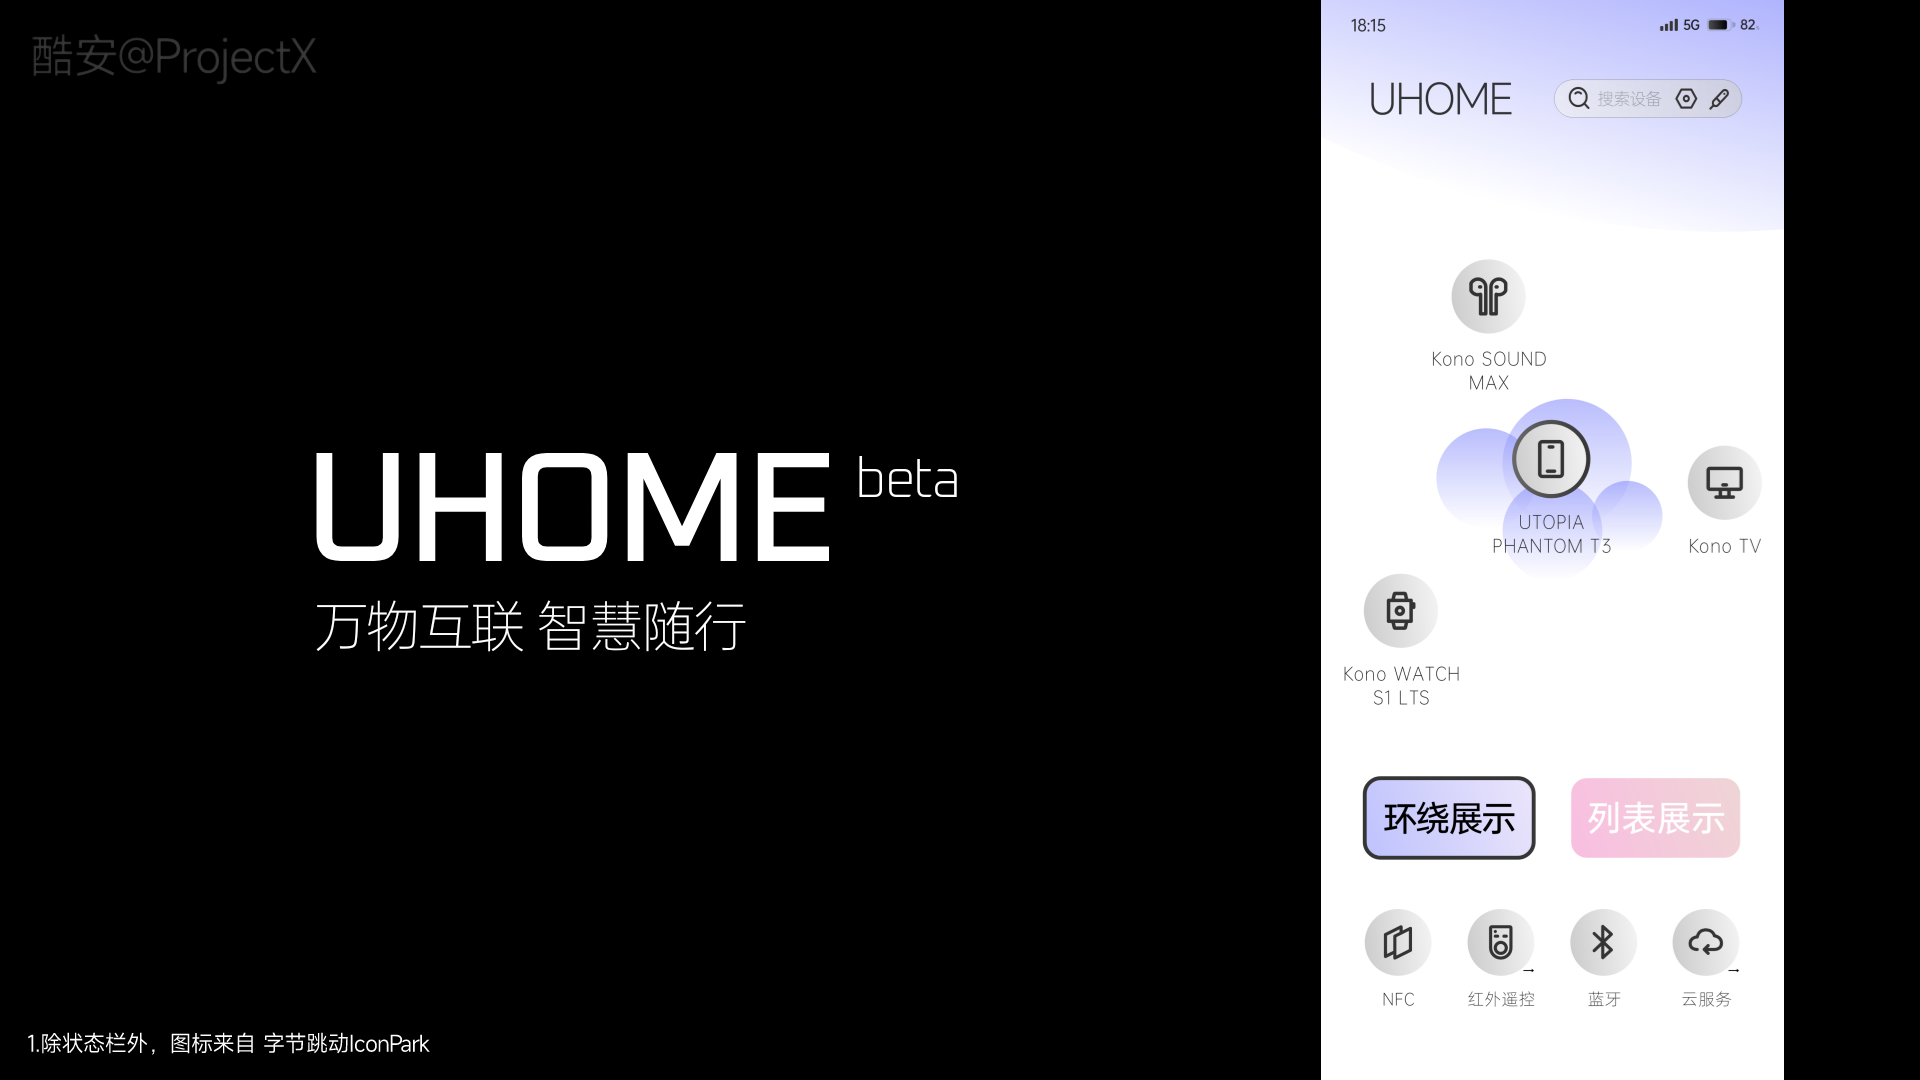 酷安@ProjectX
UHOME beta
万物互联 智慧随行
1.除状态栏外，图标来自 字节跳动IconPark
18:15
5G 82
UHOME
搜索设备
Kono SOUND
MAX
UTOPIA
PHANTOM T3
Kono TV
Kono WATCH
S1 LTS
环绕展示
列表展示
NFC
红外遥控
蓝牙
云服务